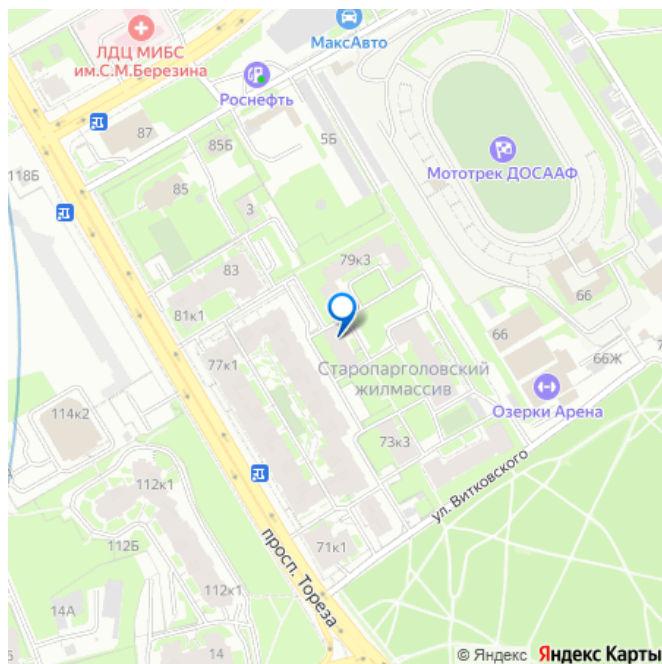 ЛДЦ МИБС
им.С.М.Березина
МаксАвто
Роснефть
87
85Б
5Б
118Б
85
3
Мототрек ДОСААФ
83
79к3
81к1
66
66
66Ж
77к1
Старопарголовский
жилмассив
Озерки Арена
114к2
73к3
ул. Витковского
112к1
112Б
71к1
просп. Тореза
112к1
14А
14
© Яндекс Яндекс Карты